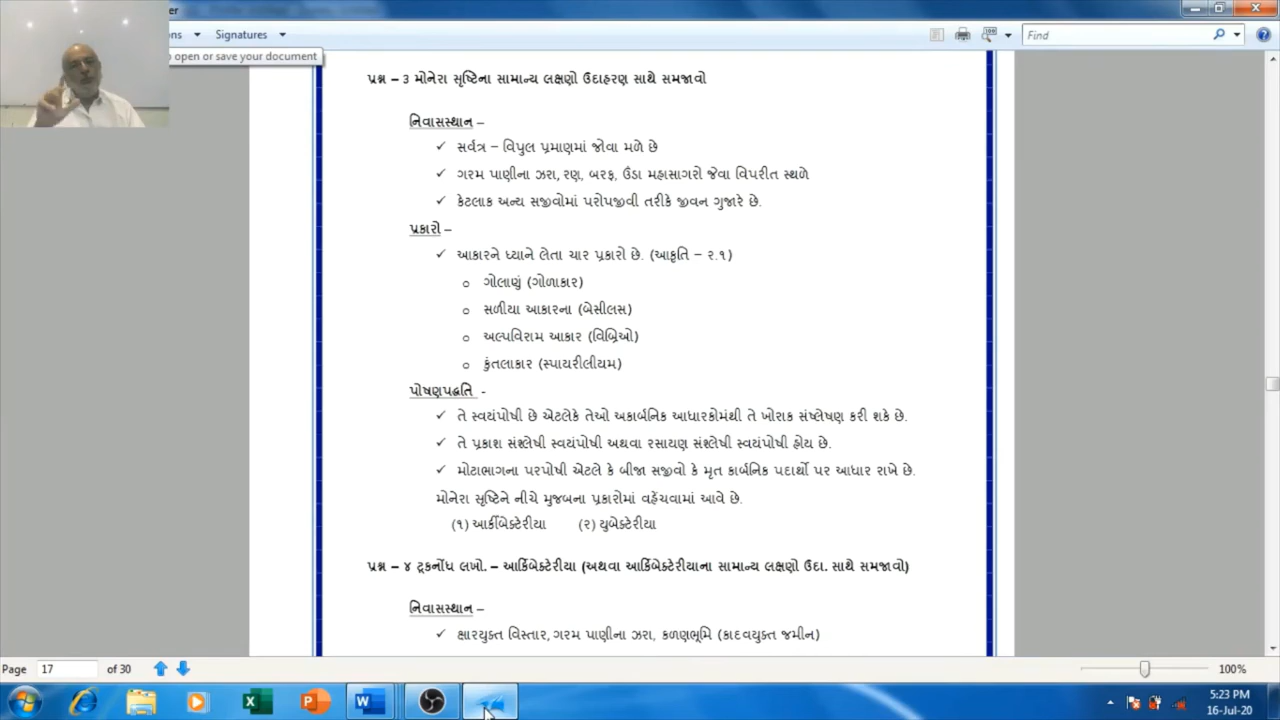 Signatures
Find
open or save your document
પ્રશ્ન – 3 મોનેરા સૃષ્ટિના સામાન્ય લક્ષણો ઉદાહરણ સાથે સમજાવો
નિવાસસ્થાન –
✓ સર્વત્ર – વિપુલ પ્રમાણમાં જોવા મળે છે
✓ ગરમ પાણીના ઝરા, રણ, બરફ, ઉંડા મહાસાગરો જેવા વિપરીત સ્થળે
✓ કેટલાક અન્ય સજીવોમાં પરોપજીવી તરીકે જીવન ગુજારે છે.
પ્રકારો –
✓ આકારને ધ્યાને લેતા ચાર પ્રકારો છે. (આકૃતિ – ૨.૧)
o ગોલાણું (ગોળાકાર)
o સળીયા આકારના (બેસીલસ)
o અલ્પવિરામ આકાર (વિબ્રિઓ)
o કુંતલાકાર (સ્પાયરીલીયમ)
પોષણપદ્ધતિ -
✓ તે સ્વયંપોષી છે એટલેકે તેઓ અકાર્બનિક આધારકોમંથી તે ખોરાક સંષ્લેષણ કરી શકે છે.
✓ તે પ્રકાશ સંશ્લેષી સ્વયંપોષી અથવા રસાયણ સંશ્લેષી સ્વયંપોષી હોય છે.
✓ મોટાભાગના પરપોષી એટલે કે બીજા સજીવો કે મૃત કાર્બનિક પદાર્થો પર આધાર રાખે છે.
મોનેરા સૃષ્ટિને નીચે મુજબના પ્રકારોમાં વહેંચવામાં આવે છે.
(૧) આર્કીબેક્ટેરીયા (૨) યુબેક્ટેરીયા
પ્રશ્ન – ૪ ટૂકનોંધ લખો. – આર્કિબેક્ટેરીયા (અથવા આર્કિબેક્ટેરીયાના સામાન્ય લક્ષણો ઉદા. સાથે સમજાવો)
નિવાસસ્થાન –
✓ ક્ષારયુક્ત વિસ્તાર, ગરમ પાણીના ઝરા, કળણભૂમિ (કાદવયુક્ત જમીન)
Page 17 of 30 100%
5:23 PM
16-Jul-20